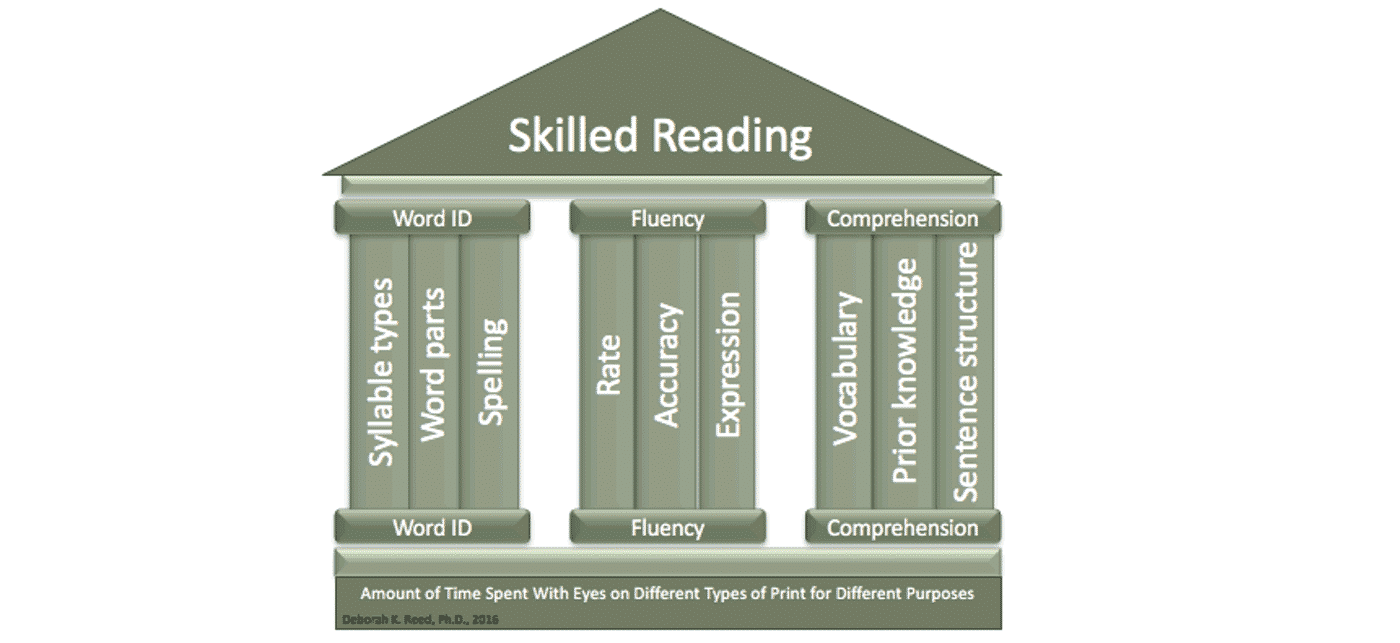 Skilled Reading
Word ID
Fluency
Comprehension
Syllable types
Word parts
Spelling
Rate
Accuracy
Expression
Vocabulary
Prior knowledge
Sentence structure
Word ID
Fluency
Comprehension
Amount of Time Spent With Eyes on Different Types of Print for Different Purposes
Deborah K. Reed, Ph.D., 2016